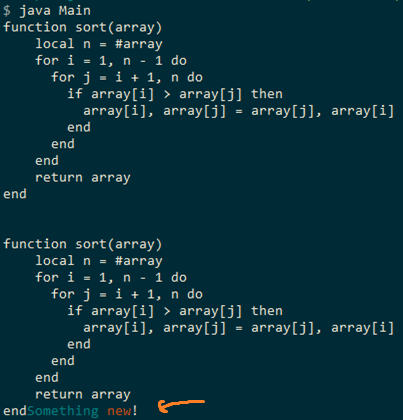 $ java Main
function sort(array)
    local n = #array
    for i = 1, n - 1 do
      for j = i + 1, n do
        if array[i] > array[j] then
          array[i], array[j] = array[j], array[i]
        end
      end
    end
    return array
end


function sort(array)
    local n = #array
    for i = 1, n - 1 do
      for j = i + 1, n do
        if array[i] > array[j] then
          array[i], array[j] = array[j], array[i]
        end
      end
    end
    return array
endSomething new!